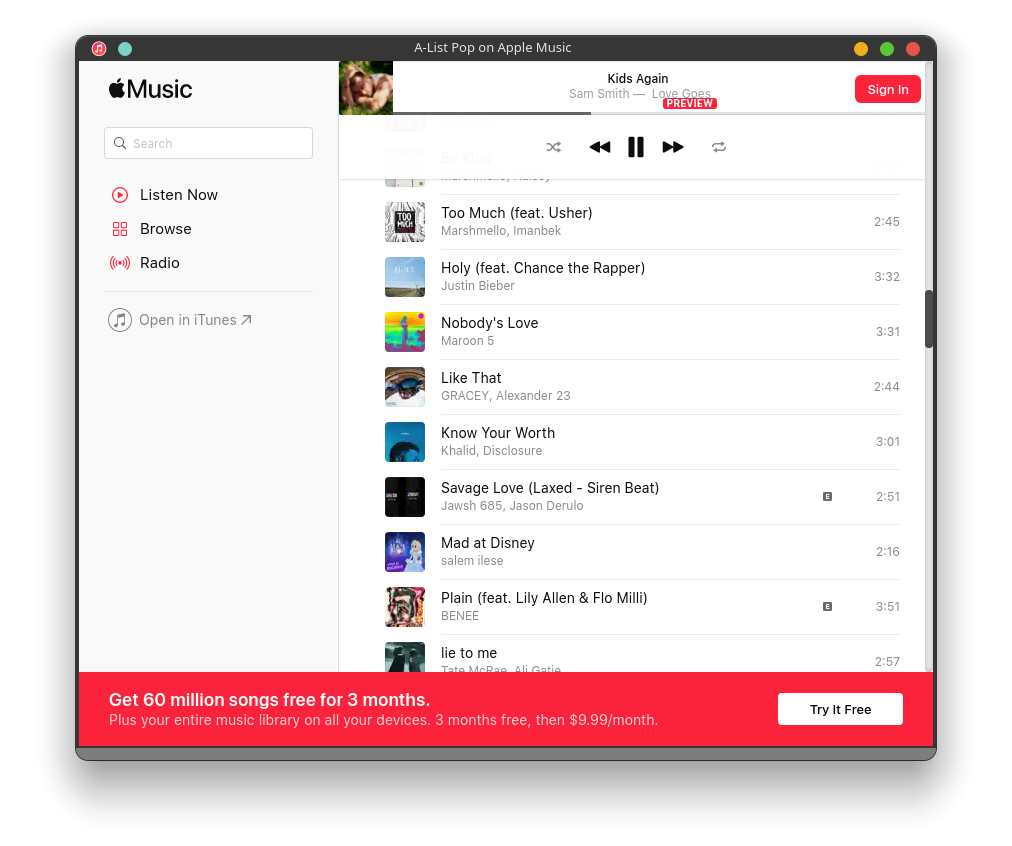 A-List Pop on Apple Music
Music
Search
Listen Now
Browse
Radio
Open in iTunes
Kids Again
Sam Smith — Love Goes
PREVIEW
Sign In
Be Kind
Marshmello, Halsey
TOO MUCH
Too Much (feat. Usher)
Marshmello, Imanbek
2:45
HOLY
Holy (feat. Chance the Rapper)
Justin Bieber
3:32
Nobody's Love
Maroon 5
3:31
Like That
GRACEY, Alexander 23
2:44
Know Your Worth
Khalid, Disclosure
3:01
Savage Love (Laxed - Siren Beat)
Jawsh 685, Jason Derulo
E
2:51
Mad at Disney
salem ilese
2:16
Plain (feat. Lily Allen & Flo Milli)
BENEE
E
3:51
lie to me
Tate McRae, Ali Gatie
2:57
Get 60 million songs free for 3 months.
Plus your entire music library on all your devices. 3 months free, then $9.99/month.
Try It Free